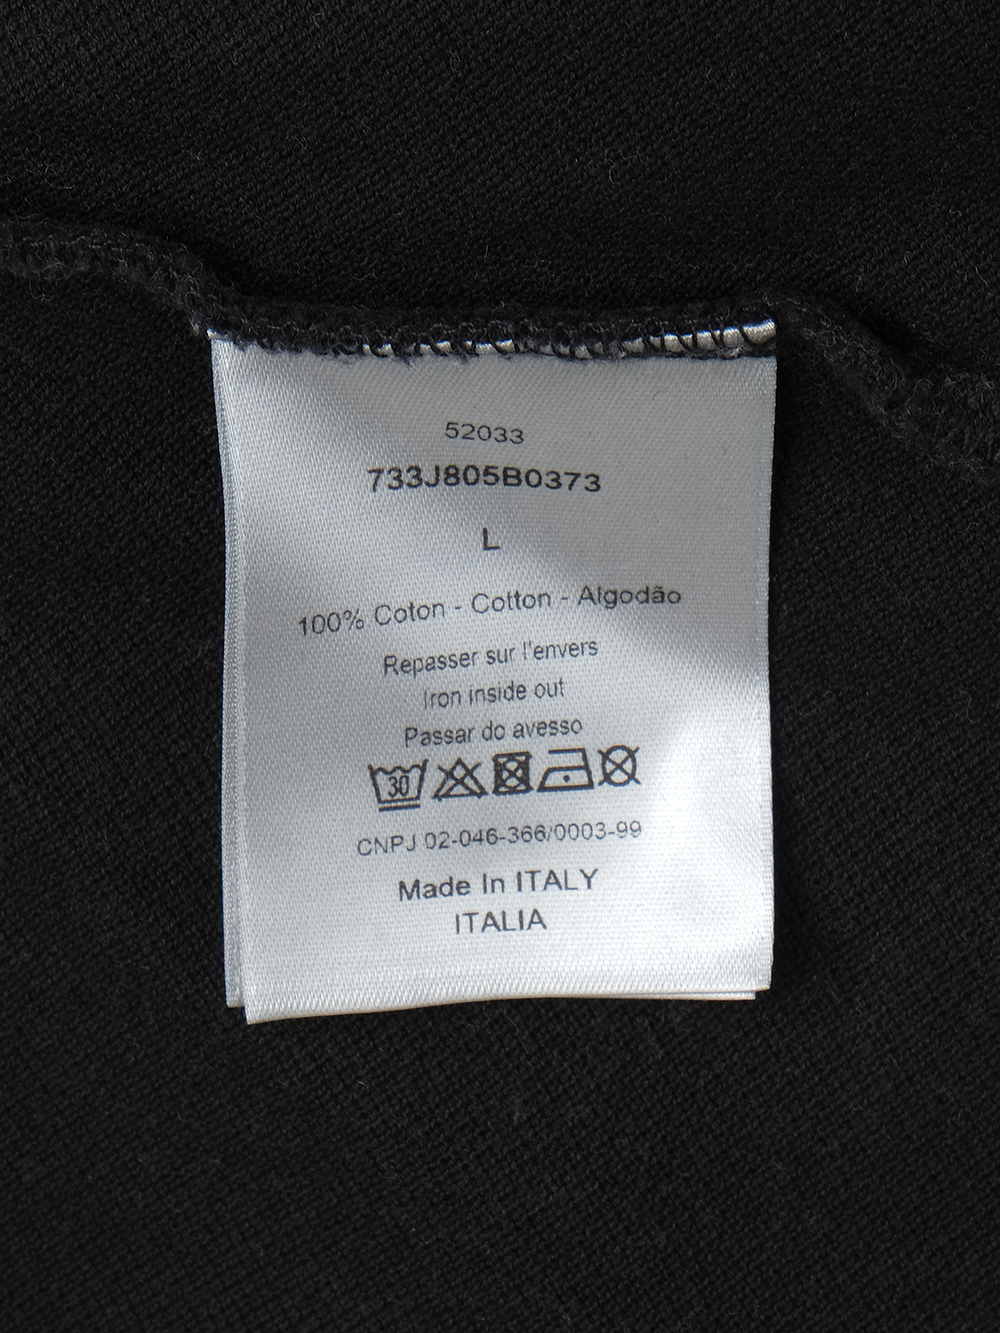 52033
733J805B0373
L
100% Coton - Cotton - Algodão
Repasser sur l'envers
Iron inside out
Passar do avesso
30
CNPJ 02-046-366/0003-99
Made In ITALY
ITALIA